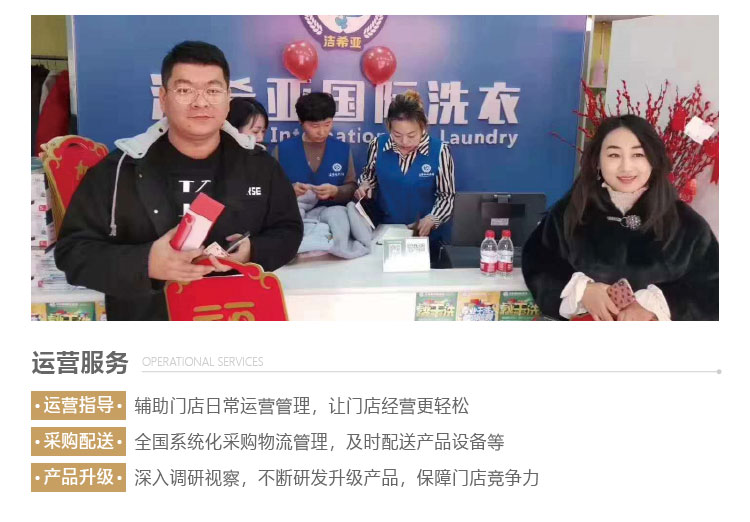 洁希亚
洁希亚国际洗衣
International Laundry
运营服务 OPERATIONAL SERVICES
·运营指导· 辅助门店日常运营管理，让门店经营更轻松
·采购配送· 全国系统化采购物流管理，及时配送产品设备等
·产品升级· 深入调研视察，不断研发升级产品，保障门店竞争力